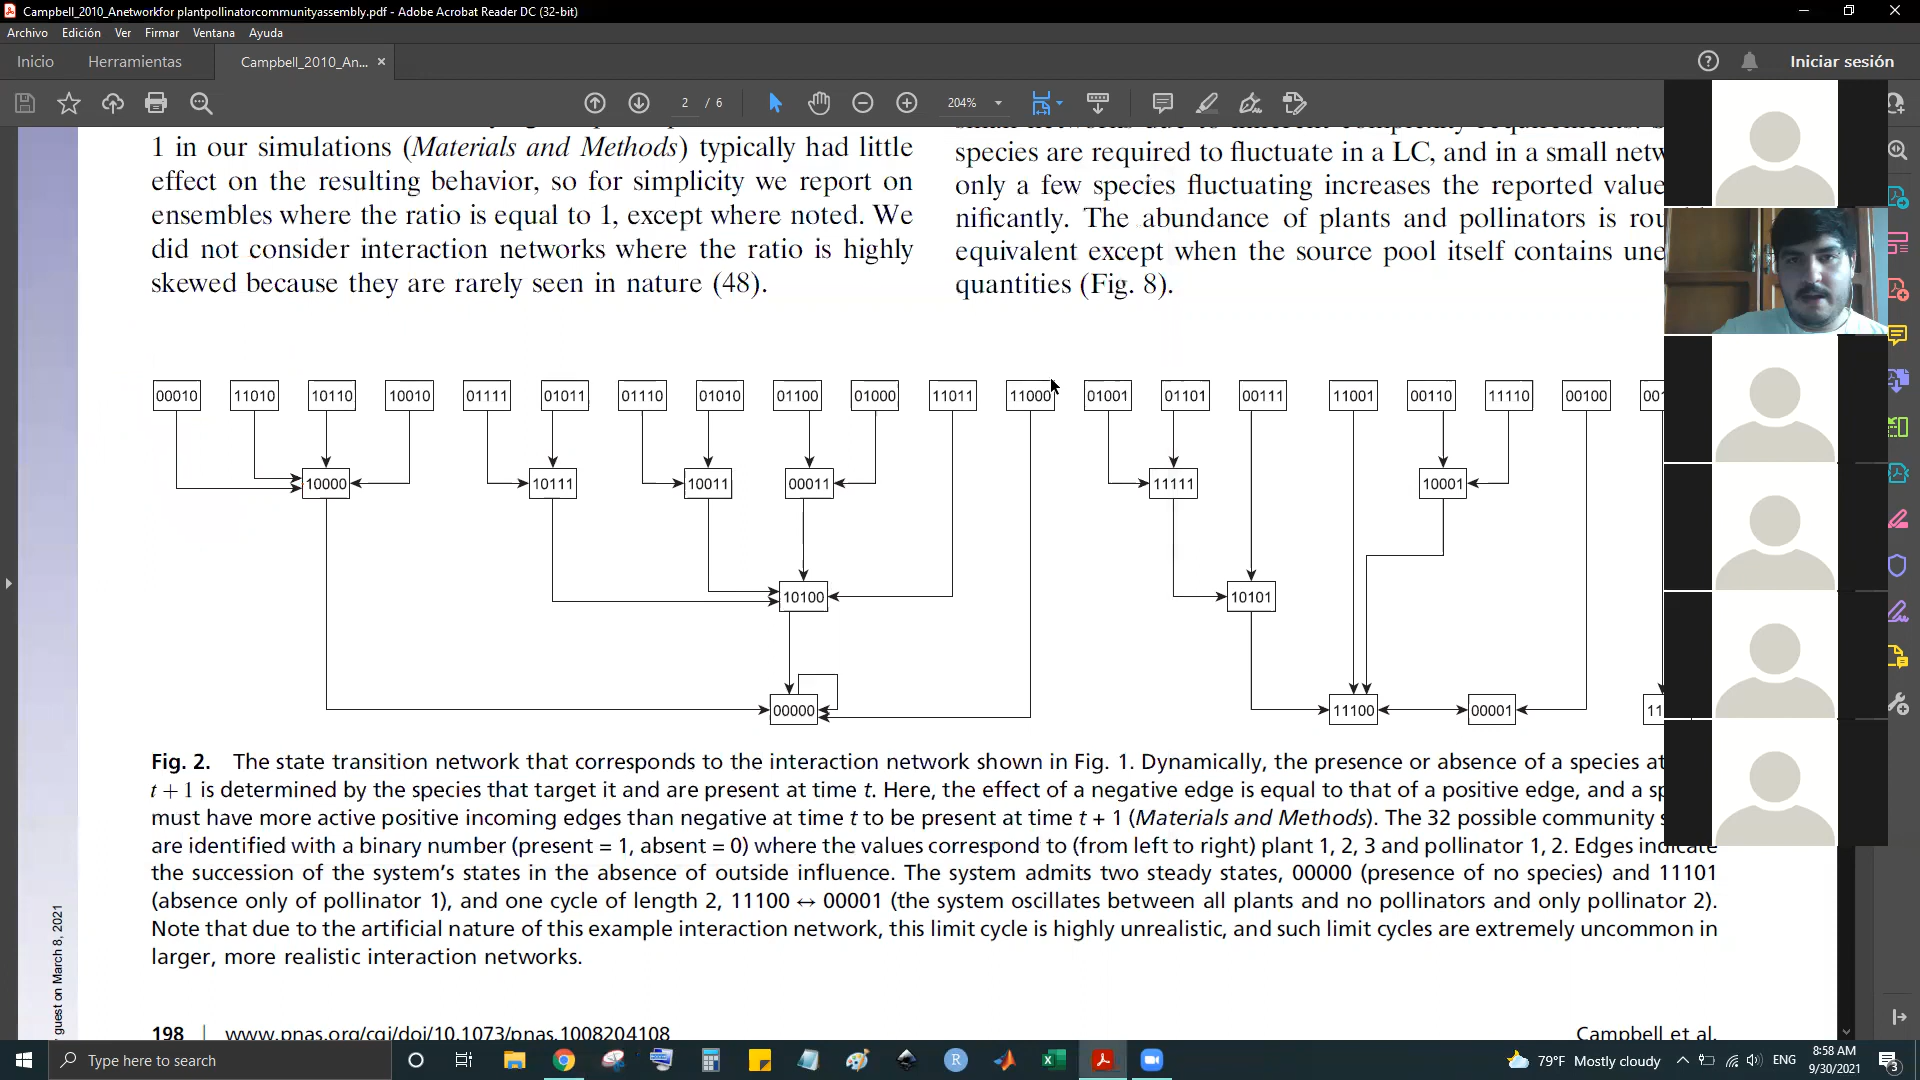 Campbell_2010_Anetworkfor plantpollinatorcommunityassembly.pdf - Adobe Acrobat Reader DC (32-bit)
Archivo Edición Ver Firmar Ventana Ayuda
Inicio Herramientas Campbell_2010_An... × Iniciar sesión
2 / 6 204%
1 in our simulations (Materials and Methods) typically had little
effect on the resulting behavior, so for simplicity we report on
ensembles where the ratio is equal to 1, except where noted. We
did not consider interaction networks where the ratio is highly
skewed because they are rarely seen in nature (48).
species are required to fluctuate in a LC, and in a small netw
only a few species fluctuating increases the reported value
nificantly. The abundance of plants and pollinators is rou
equivalent except when the source pool itself contains une
quantities (Fig. 8).
00010 11010 10110 10010 01111 01011 01110 01010 01100 01000 11011 11000 01001 01101 00111 11001 00110 11110 00100 001
10000 10111 10011 00011 11111 10001
10100 10101
00000 11100 00001 11
Fig. 2. The state transition network that corresponds to the interaction network shown in Fig. 1. Dynamically, the presence or absence of a species at
t + 1 is determined by the species that target it and are present at time t. Here, the effect of a negative edge is equal to that of a positive edge, and a sp
must have more active positive incoming edges than negative at time t to be present at time t + 1 (Materials and Methods). The 32 possible community s
are identified with a binary number (present = 1, absent = 0) where the values correspond to (from left to right) plant 1, 2, 3 and pollinator 1, 2. Edges indicate
the succession of the system's states in the absence of outside influence. The system admits two steady states, 00000 (presence of no species) and 11101
(absence only of pollinator 1), and one cycle of length 2, 11100 ↔ 00001 (the system oscillates between all plants and no pollinators and only pollinator 2).
Note that due to the artificial nature of this example interaction network, this limit cycle is highly unrealistic, and such limit cycles are extremely uncommon in
larger, more realistic interaction networks.
guest on March 8, 2021
198 | www.pnas.org/cgi/doi/10.1073/pnas.1008204108 Campbell et al.
Type here to search
79°F Mostly cloudy ENG
8:58 AM
9/30/2021
3